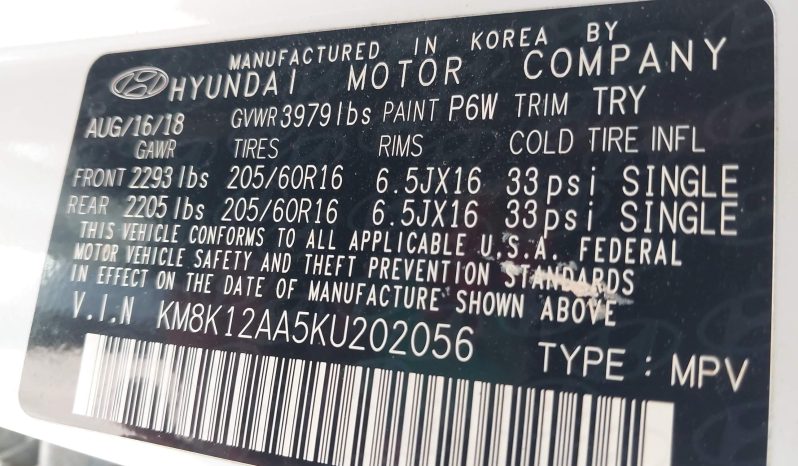 MANUFACTURED IN KOREA BY
HYUNDAI MOTOR COMPANY
AUG/16/18 GVWR 3979lbs PAINT P6W TRIM TRY
GAWR TIRES RIMS COLD TIRE INFL
FRONT 2293 lbs 205/60R16 6.5JX16 33psi SINGLE
REAR 2205 lbs 205/60R16 6.5JX16 33psi SINGLE
THIS VEHICLE CONFORMS TO ALL APPLICABLE U.S.A. FEDERAL
MOTOR VEHICLE SAFETY AND THEFT PREVENTION STANDARDS
IN EFFECT ON THE DATE OF MANUFACTURE SHOWN ABOVE
V.I.N KM8K12AA5KU202056
TYPE : MPV